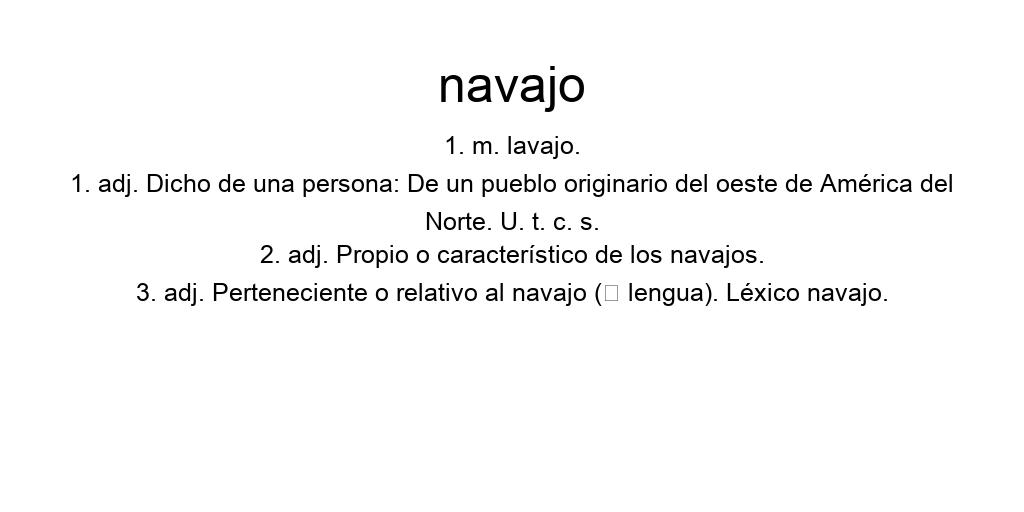 navajo
1. m. lavajo.
1. adj. Dicho de una persona: De un pueblo originario del oeste de América del
Norte. U. t. c. s.
2. adj. Propio o característico de los navajos.
3. adj. Perteneciente o relativo al navajo (□ lengua). Léxico navajo.